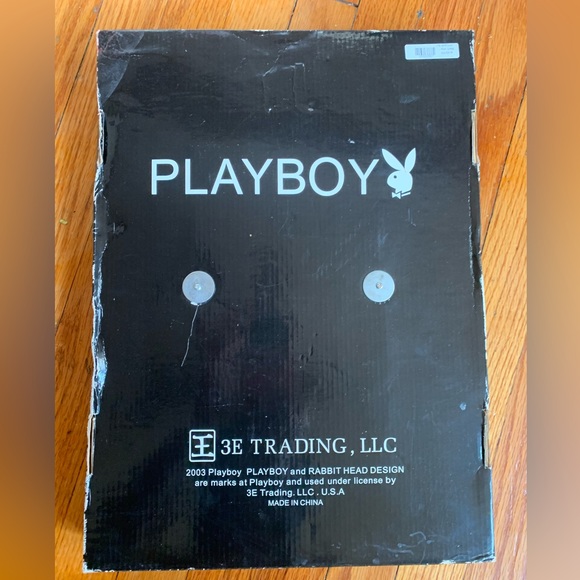 PLAYBOY
3E TRADING, LLC
2003 Playboy PLAYBOY and RABBIT HEAD DESIGN
are marks at Playboy and used under license by
3E Trading. LLC . U.S.A
MADE IN CHINA